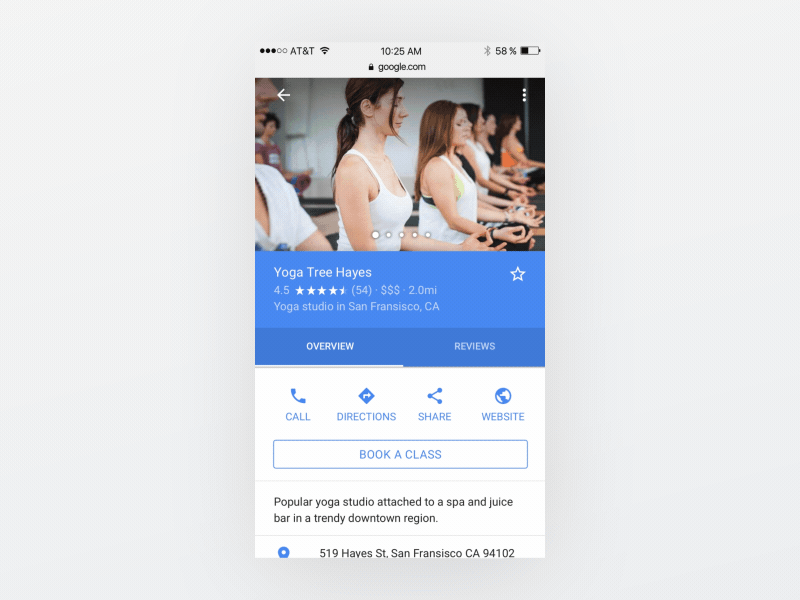 AT&T 10:25 AM 58 %
google.com
Yoga Tree Hayes
4.5 ★★★★ (54) · $$$ · 2.0mi
Yoga studio in San Fransisco, CA
OVERVIEW REVIEWS
CALL DIRECTIONS SHARE WEBSITE
BOOK A CLASS
Popular yoga studio attached to a spa and juice
bar in a trendy downtown region.
519 Hayes St, San Fransisco CA 94102